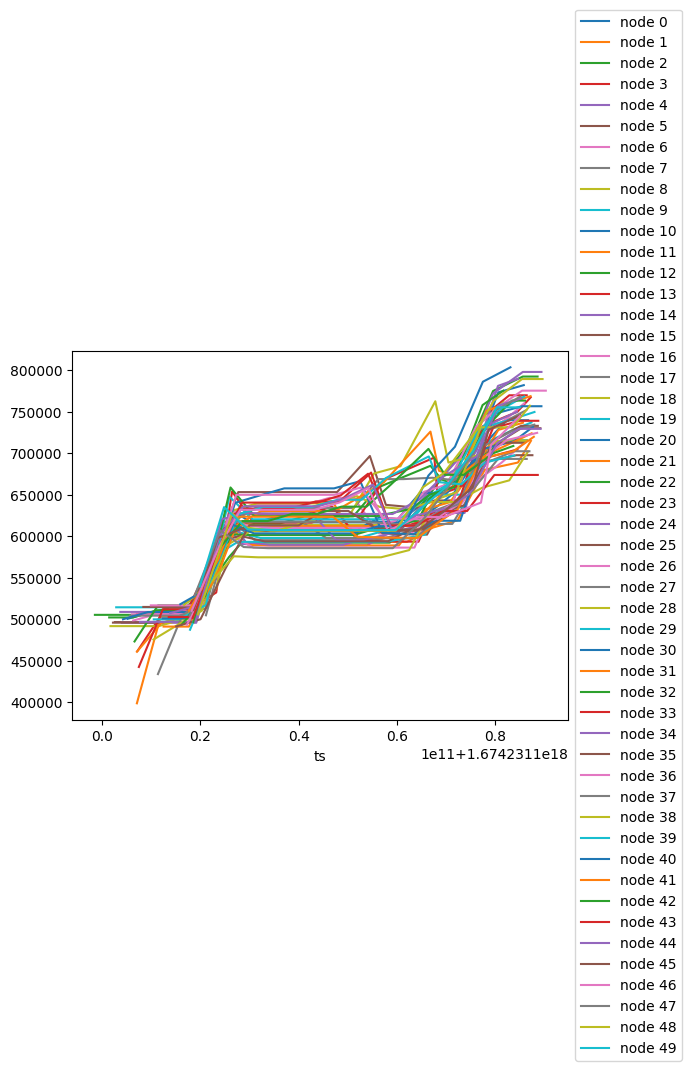 node 0
node 1
node 2
node 3
node 4
node 5
node 6
node 7
node 8
node 9
node 10
node 11
node 12
node 13
node 14
node 15
node 16
node 17
node 18
node 19
node 20
node 21
node 22
node 23
node 24
node 25
node 26
node 27
node 28
node 29
node 30
node 31
node 32
node 33
node 34
node 35
node 36
node 37
node 38
node 39
node 40
node 41
node 42
node 43
node 44
node 45
node 46
node 47
node 48
node 49
800000
750000
700000
650000
600000
550000
500000
450000
400000
0.0 0.2 0.4 0.6 0.8
ts
1e11+1.6742311e18